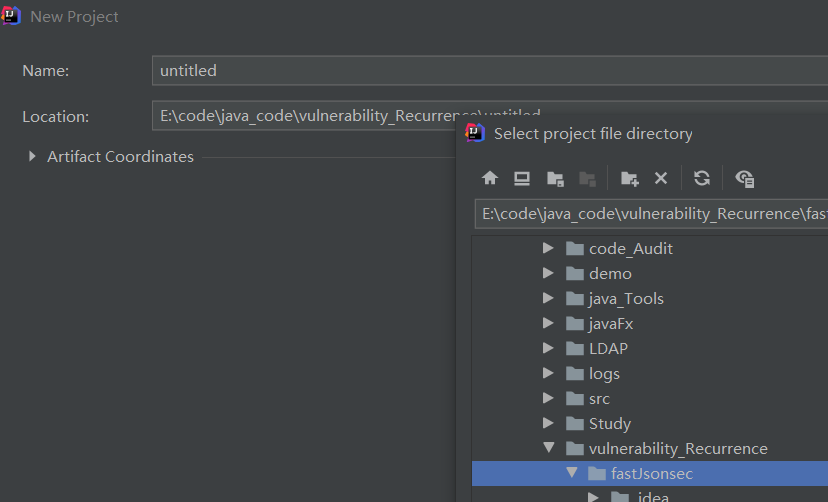 New Project
Name:
untitled
Location:
E:\code\java_code\vulnerability_Recurrence\untitled
Artifact Coordinates
Select project file directory
E:\code\java_code\vulnerability_Recurrence\fas
code_Audit
demo
java_Tools
javaFx
LDAP
logs
src
Study
vulnerability_Recurrence
fastJsonsec
idea